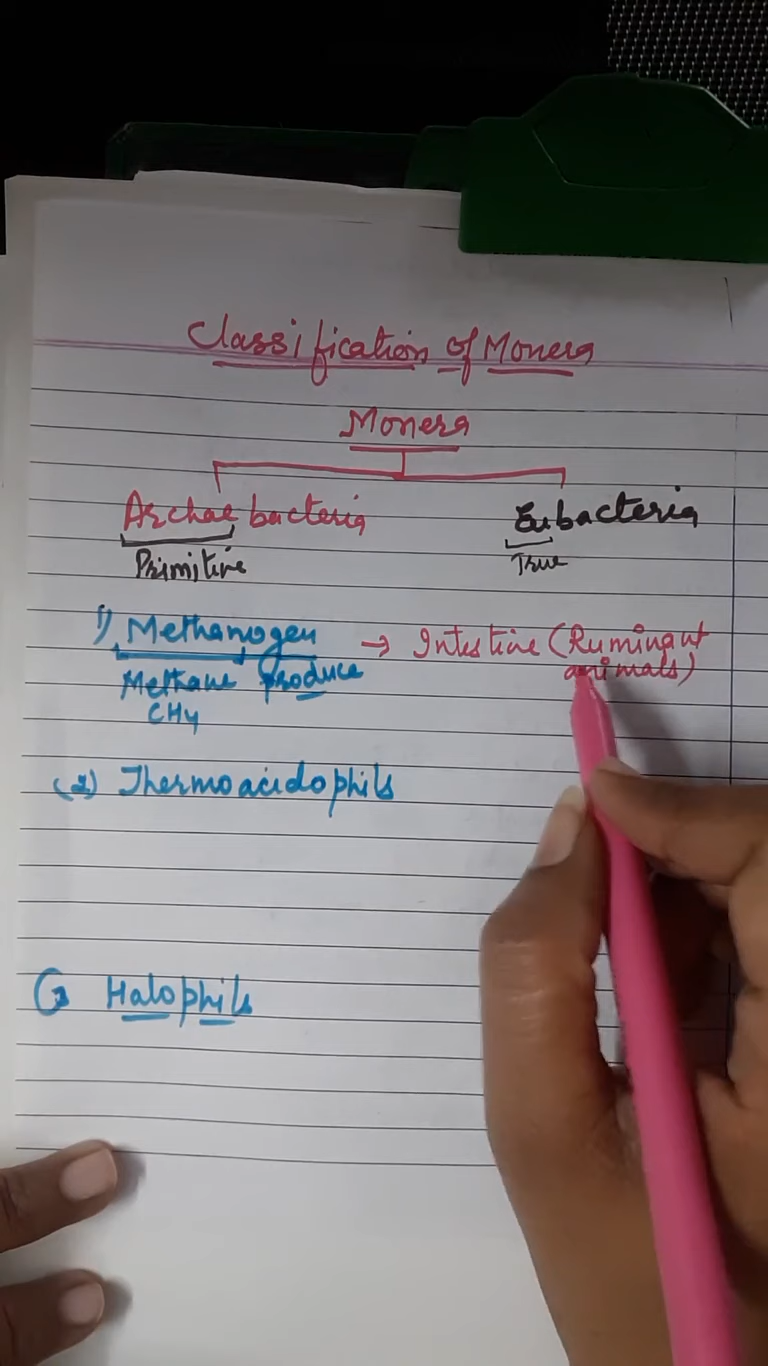 Classification of Monera
Monera
Archae bacteria Eubacteria
Primitive True
1) Methanogen → Intestine (Ruminant
animals)
Methane produce
CH4
(2) Thermoacidophils
(3 Halophils